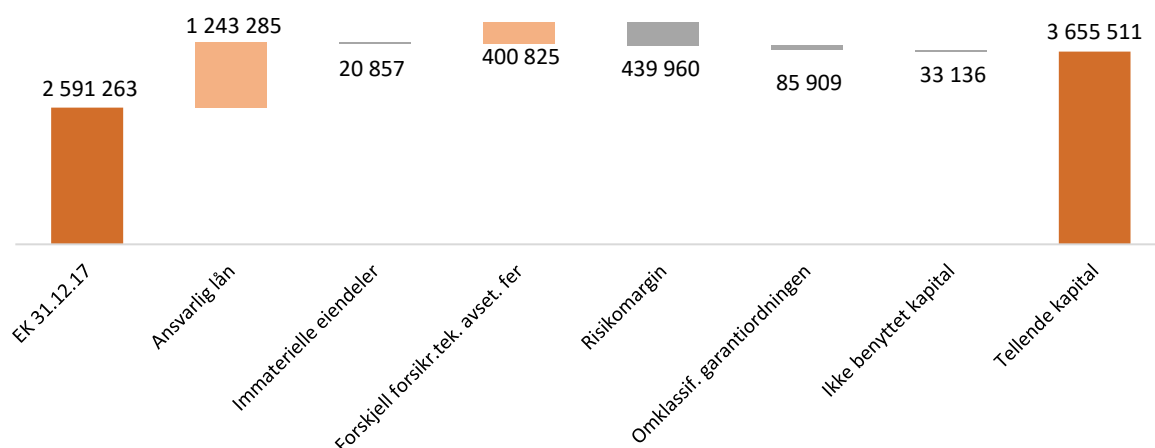 2 591 263
1 243 285
20 857
400 825
439 960
85 909
33 136
3 655 511
EK 31.12.17
Ansvarlig lån
Immaterielle eiendeler
Forskjell forsikr.tek. avset. fer
Risikomargin
Omklassif. garantiordningen
Ikke benyttet kapital
Tellende kapital